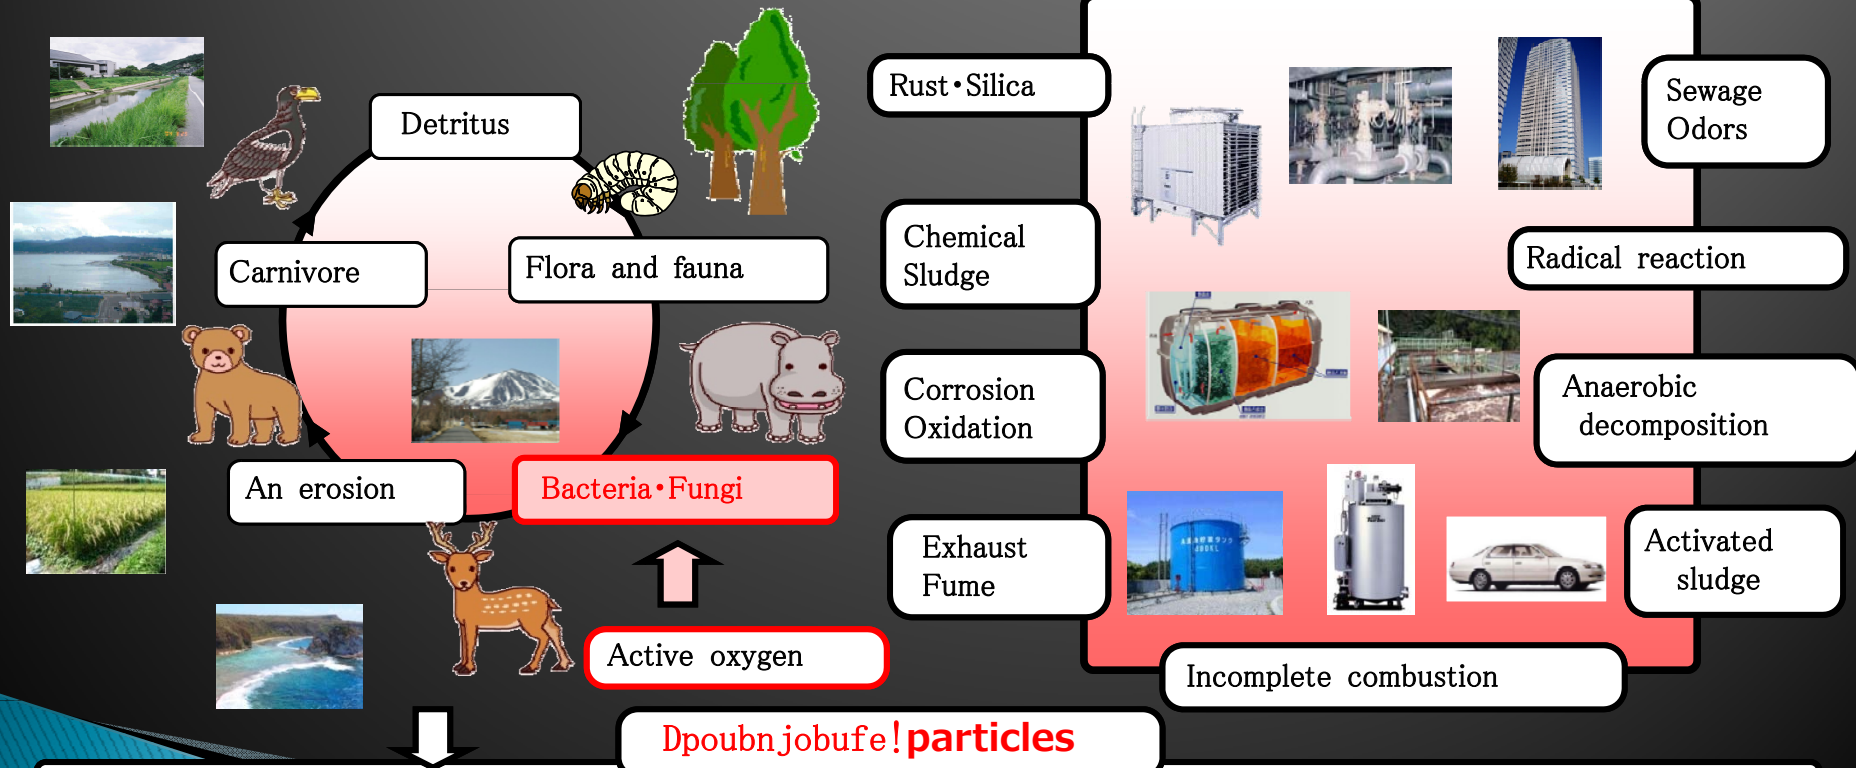 Detritus
Carnivore
Flora and fauna
An erosion
Bacteria・Fungi
Active oxygen
Rust・Silica
Chemical
Sludge
Corrosion
Oxidation
Exhaust
Fume
Sewage
Odors
Radical reaction
Anaerobic
decomposition
Activated
sludge
Incomplete combustion
Dpoubnjobufe!particles